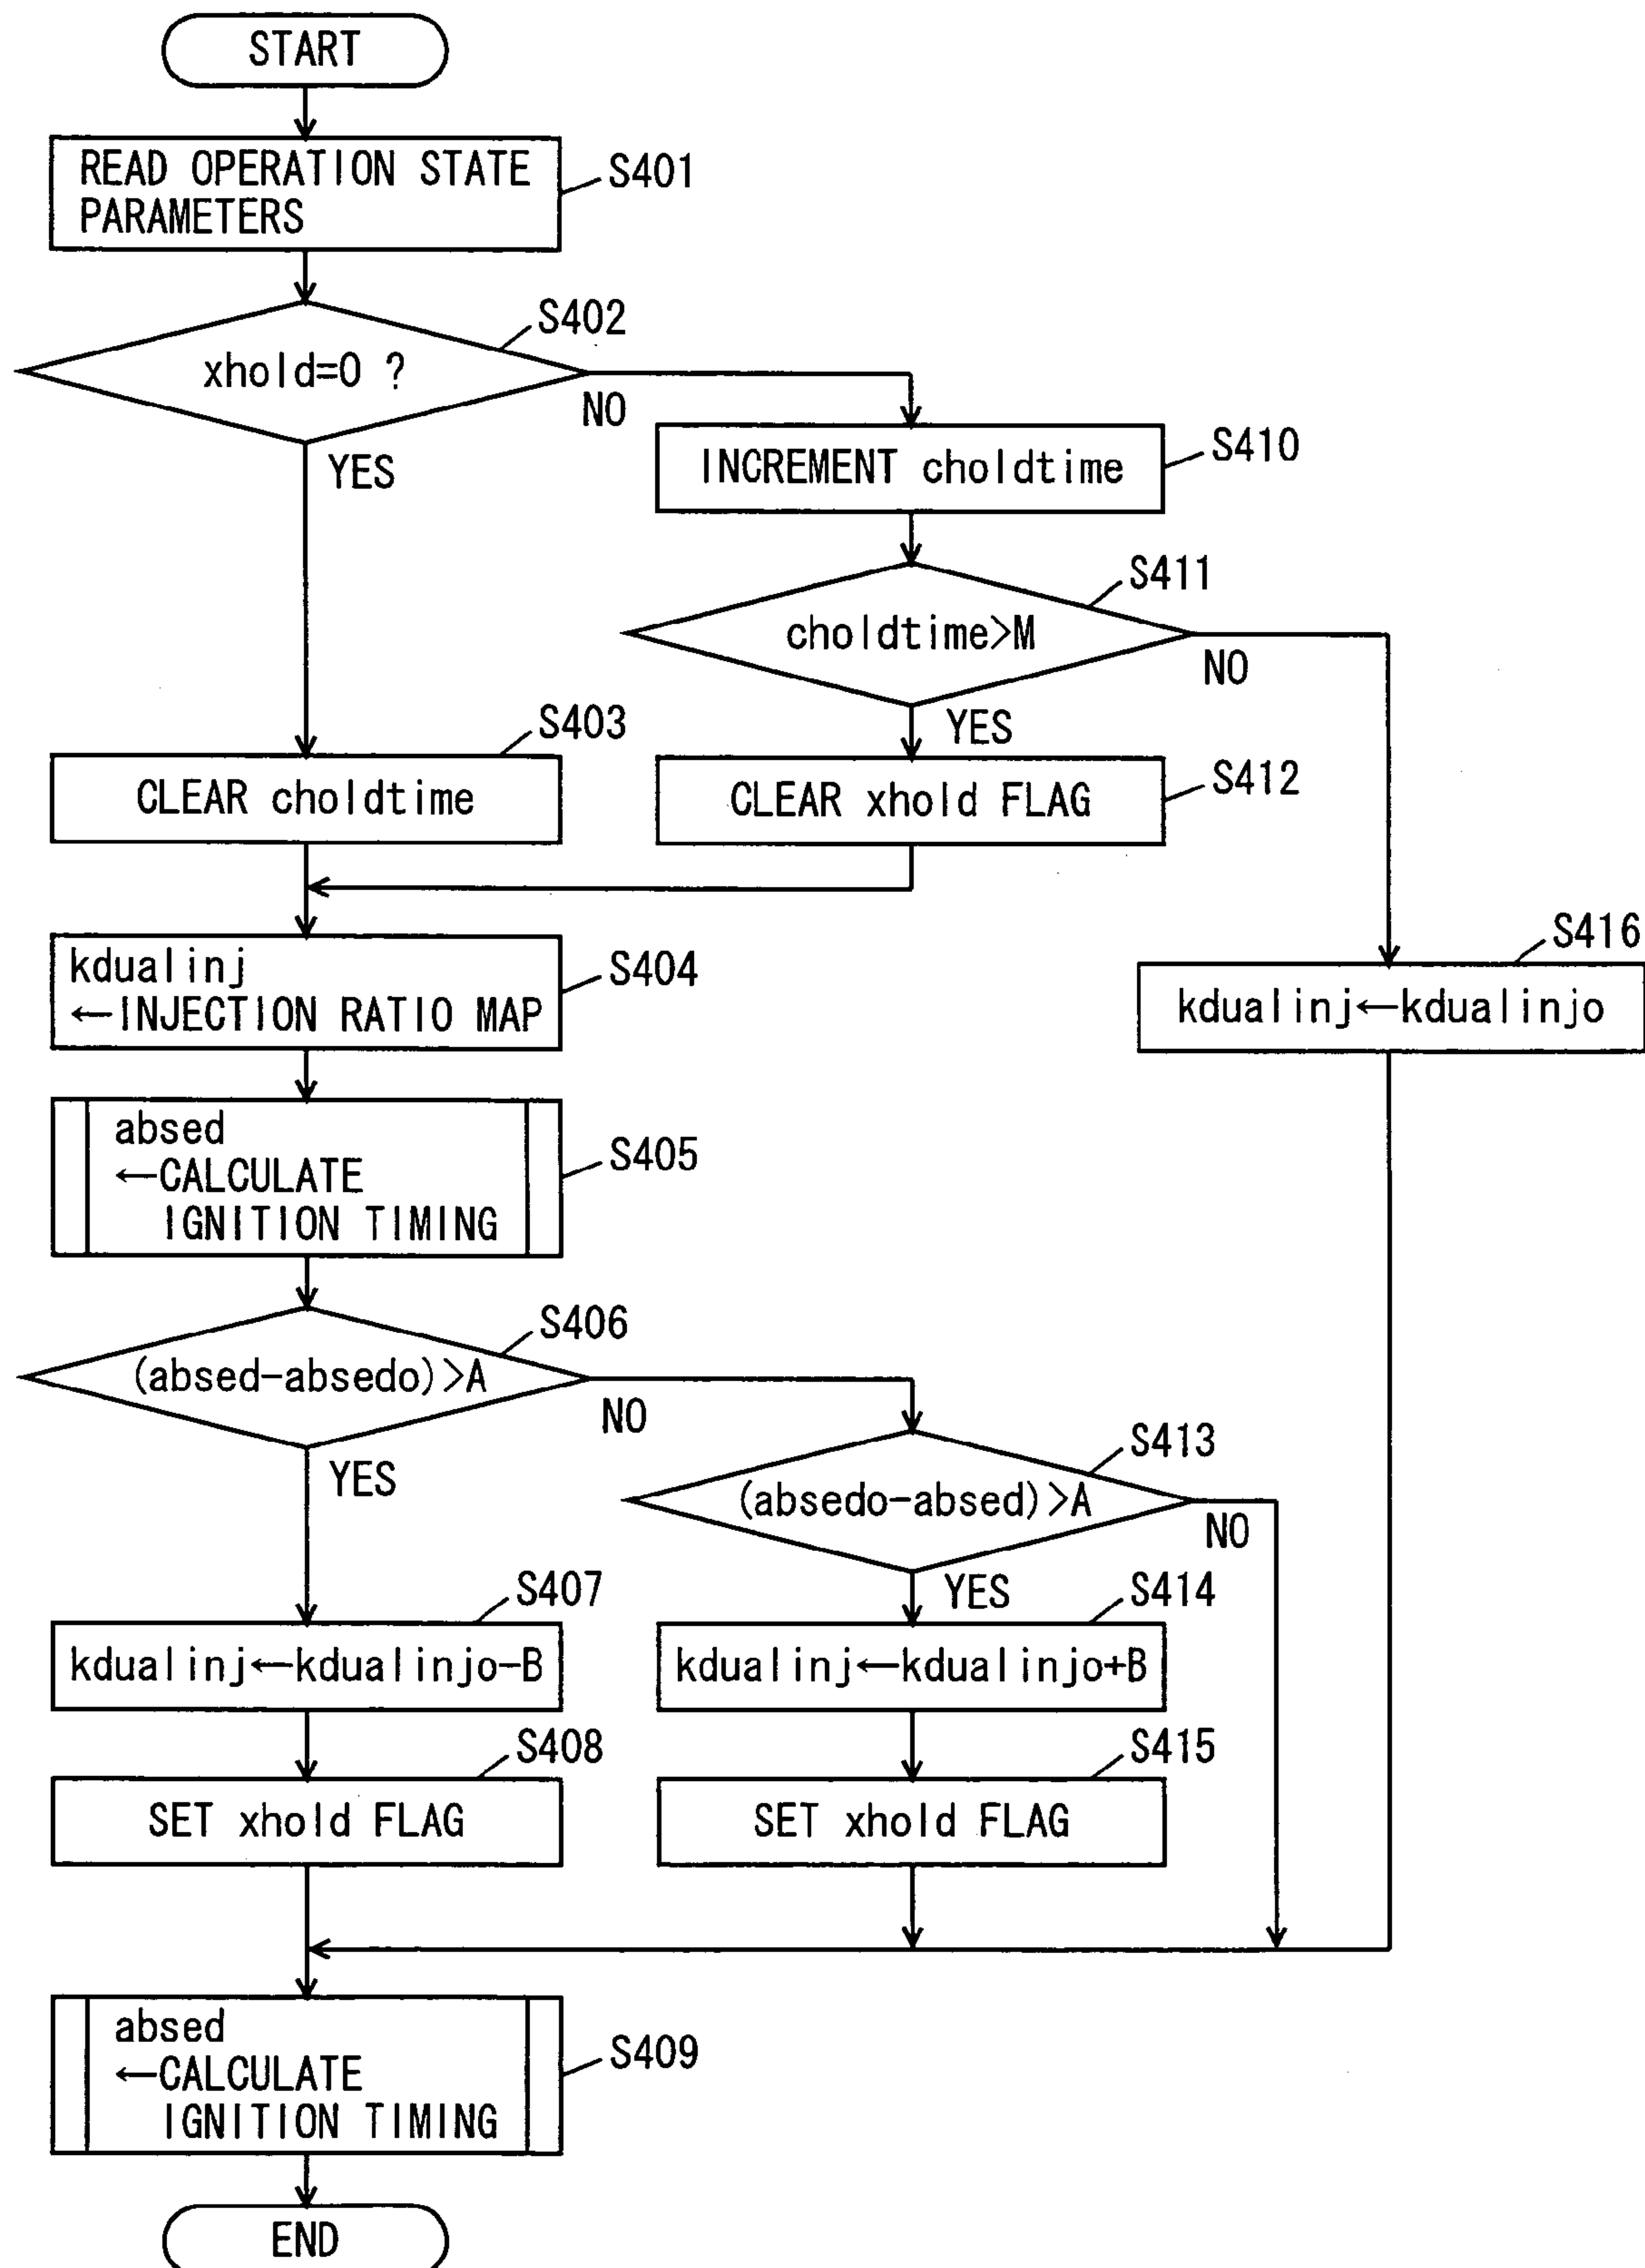 START
READ OPERATION STATE
PARAMETERS
S401
S402
xhold=0 ?
NO
YES
INCREMENT choldtime
S410
S411
choldtime>M
NO
YES
S403
CLEAR choldtime
CLEAR xhold FLAG
S412
kdualinj
←INJECTION RATIO MAP
S404
S416
kdualinj←kdualinjo
absed
←CALCULATE
IGNITION TIMING
S405
S406
(absed-absedo)>A
NO
YES
S413
(absedo-absed)>A
NO
YES
S407
kdualinj←kdualinjo-B
S414
kdualinj←kdualinjo+B
S408
SET xhold FLAG
S415
SET xhold FLAG
absed
←CALCULATE
IGNITION TIMING
S409
END